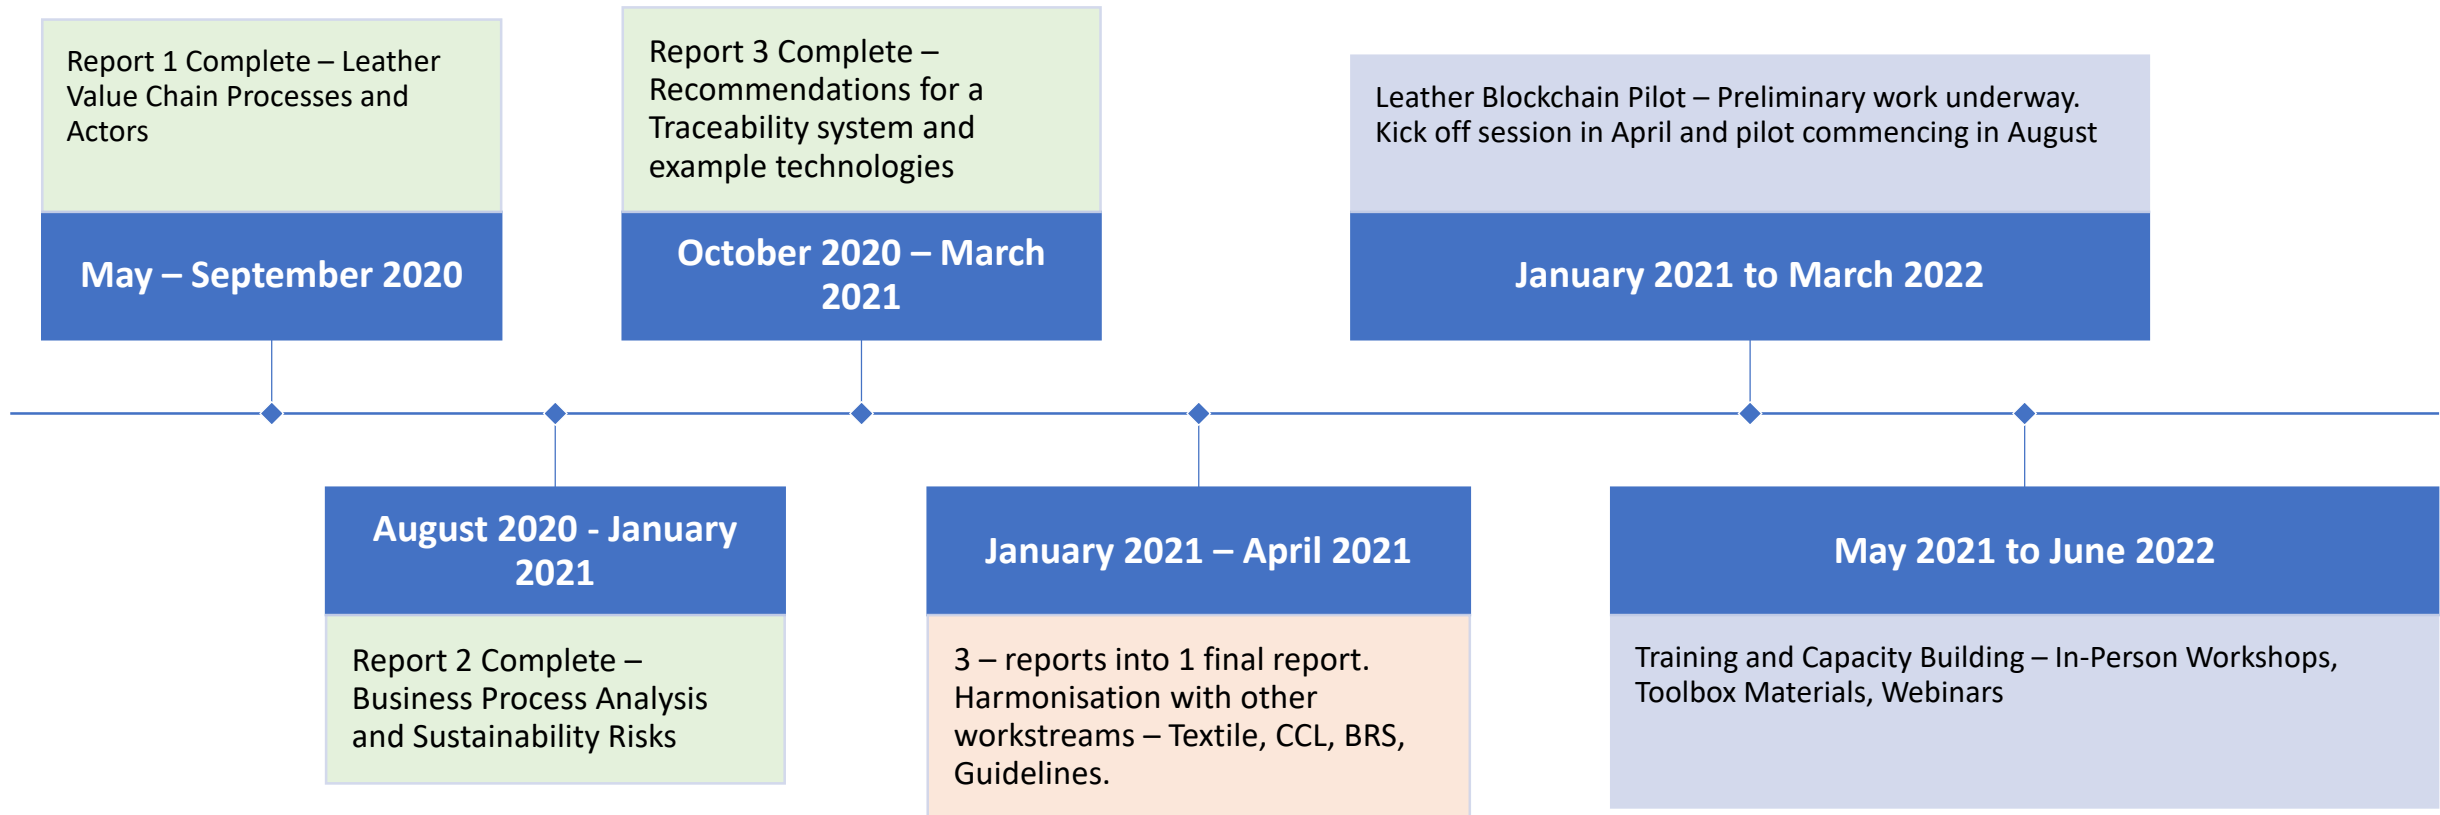 Report 1 Complete – Leather
Value Chain Processes and
Actors
May – September 2020
August 2020 - January
2021
Report 2 Complete –
Business Process Analysis
and Sustainability Risks
Report 3 Complete –
Recommendations for a
Traceability system and
example technologies
October 2020 – March
2021
January 2021 – April 2021
3 – reports into 1 final report.
Harmonisation with other
workstreams – Textile, CCL, BRS,
Guidelines.
Leather Blockchain Pilot – Preliminary work underway.
Kick off session in April and pilot commencing in August
January 2021 to March 2022
May 2021 to June 2022
Training and Capacity Building – In-Person Workshops,
Toolbox Materials, Webinars